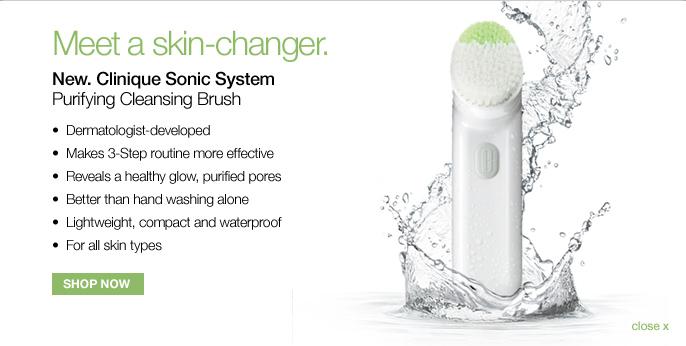 Meet a skin-changer.
New. Clinique Sonic System
Purifying Cleansing Brush
• Dermatologist-developed
• Makes 3-Step routine more effective
• Reveals a healthy glow, purified pores
• Better than hand washing alone
• Lightweight, compact and waterproof
• For all skin types
SHOP NOW
close x